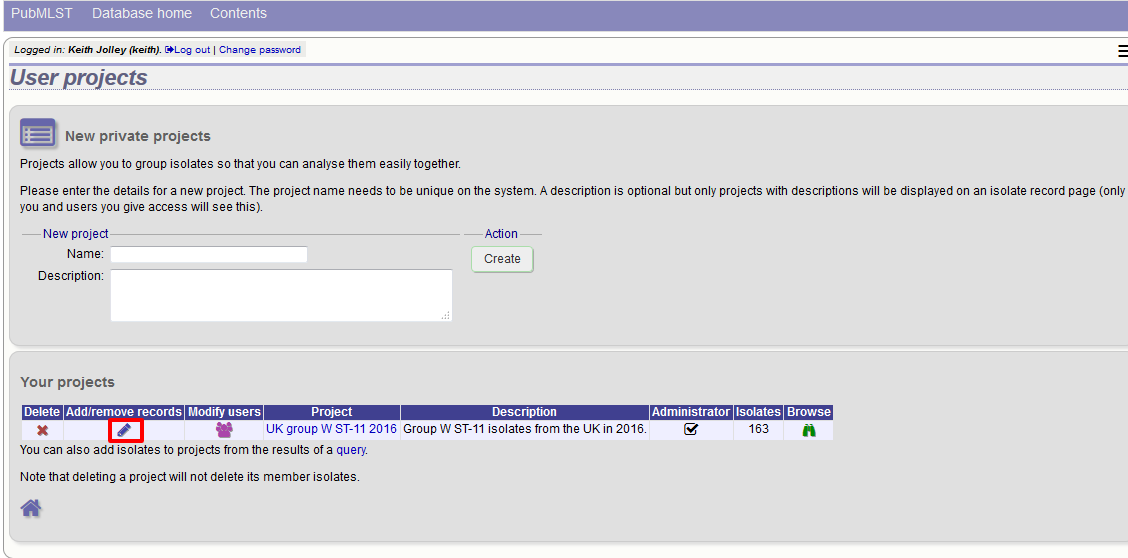 PubMLST Database home Contents
Logged in: Keith Jolley (keith). Log out | Change password
User projects
New private projects
Projects allow you to group isolates so that you can analyse them easily together.
Please enter the details for a new project. The project name needs to be unique on the system. A description is optional but only projects with descriptions will be displayed on an isolate record page (only
you and users you give access will see this).
New project Action
Name: Create
Description:
Your projects
Delete Add/remove records Modify users Project Description Administrator Isolates Browse
UK group W ST-11 2016 Group W ST-11 isolates from the UK in 2016. 163
You can also add isolates to projects from the results of a query.
Note that deleting a project will not delete its member isolates.